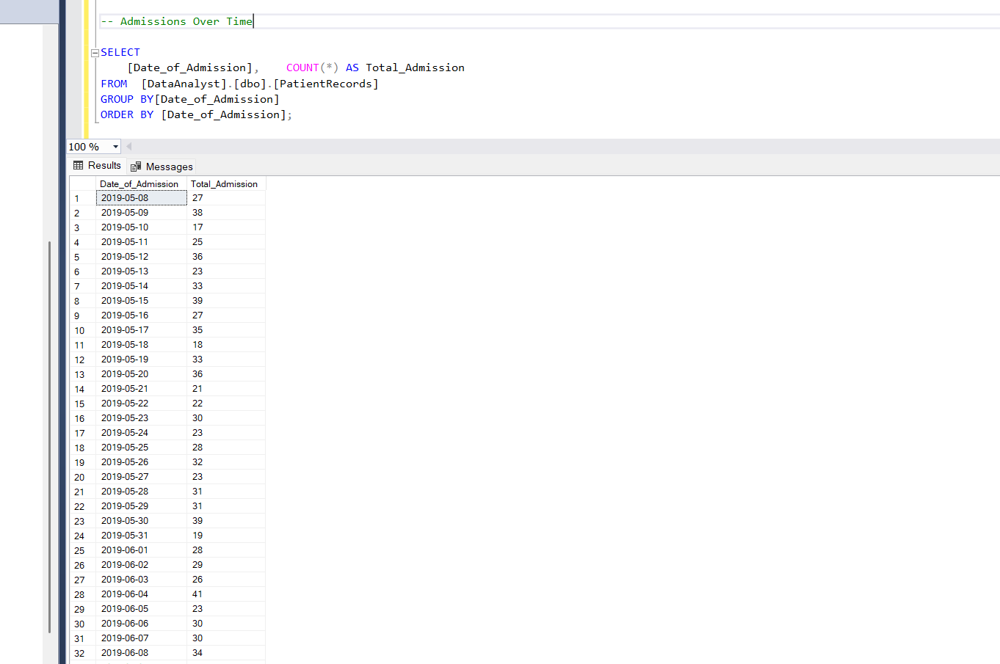 -- Admissions Over Time
SELECT
[Date_of_Admission], COUNT(*) AS Total_Admission
FROM [DataAnalyst].[dbo].[PatientRecords]
GROUP BY[Date_of_Admission]
ORDER BY [Date_of_Admission];
100 %
Results Messages
Date_of_Admission Total_Admission
1 2019-05-08 27
2 2019-05-09 38
3 2019-05-10 17
4 2019-05-11 25
5 2019-05-12 36
6 2019-05-13 23
7 2019-05-14 33
8 2019-05-15 39
9 2019-05-16 27
10 2019-05-17 35
11 2019-05-18 18
12 2019-05-19 33
13 2019-05-20 36
14 2019-05-21 21
15 2019-05-22 22
16 2019-05-23 30
17 2019-05-24 23
18 2019-05-25 28
19 2019-05-26 32
20 2019-05-27 23
21 2019-05-28 31
22 2019-05-29 31
23 2019-05-30 39
24 2019-05-31 19
25 2019-06-01 28
26 2019-06-02 29
27 2019-06-03 26
28 2019-06-04 41
29 2019-06-05 23
30 2019-06-06 30
31 2019-06-07 30
32 2019-06-08 34